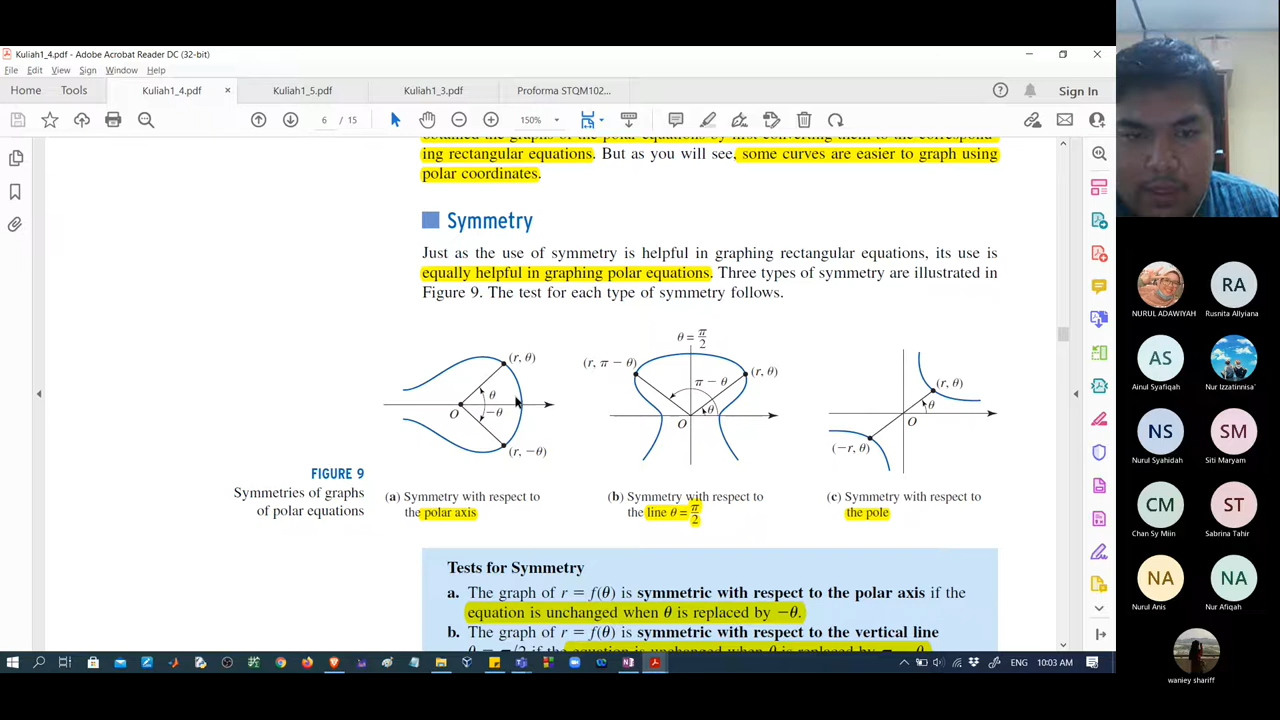 Kuliah1_4.pdf - Adobe Acrobat Reader DC (32-bit)
File Edit View Sign Window Help
Home Tools Kuliah1_4.pdf × Kuliah1_5.pdf Kuliah1_3.pdf Proforma STQM102... Sign In
6 / 15 150%
ing rectangular equations. But as you will see, some curves are easier to graph using
polar coordinates.
Symmetry
Just as the use of symmetry is helpful in graphing rectangular equations, its use is
equally helpful in graphing polar equations. Three types of symmetry are illustrated in
Figure 9. The test for each type of symmetry follows.
(r, θ)
θ
−θ
O
(r, −θ)
θ = π/2
(r, π − θ)
(r, θ)
π − θ
θ
O
(r, θ)
θ
O
(−r, θ)
FIGURE 9
Symmetries of graphs
of polar equations
(a) Symmetry with respect to
the polar axis
(b) Symmetry with respect to
the line θ = π/2
(c) Symmetry with respect to
the pole
Tests for Symmetry
a. The graph of r = f(θ) is symmetric with respect to the polar axis if the
equation is unchanged when θ is replaced by −θ.
b. The graph of r = f(θ) is symmetric with respect to the vertical line
NURUL ADAWIYAH
RA
Rusnita Allyiana
AS
Ainul Syafiqah
Nur Izzatinnisa'
NS
Nurul Syahidah
SM
Siti Maryam
CM
Chan Sy Miin
ST
Sabrina Tahir
NA
Nurul Anis
NA
Nur Afiqah
waniey shariff
ENG 10:03 AM